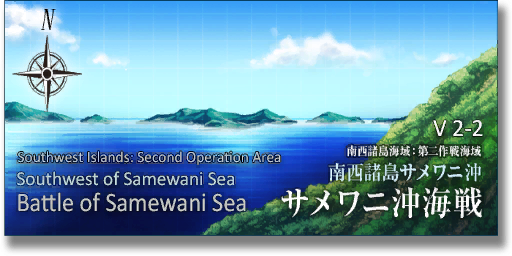 N
V 2-2
Southwest Islands: Second Operation Area
南西諸島海域：第二作戦海域
Southwest of Samewani Sea
南西諸島サメワニ沖
Battle of Samewani Sea
サメワニ沖海戦